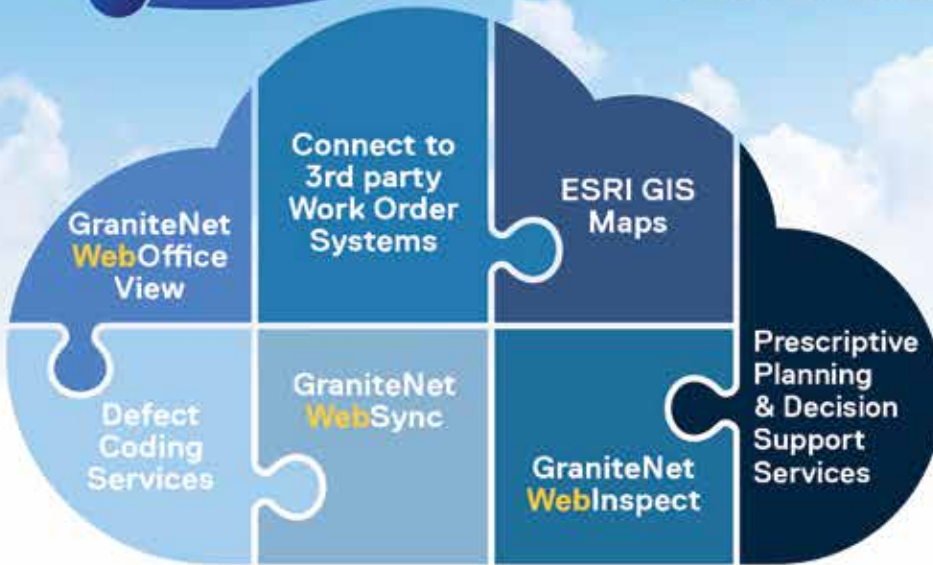 GraniteNet
WebOffice
View
Connect to
3rd party
Work Order
Systems
ESRI GIS
Maps
Defect
Coding
Services
GraniteNet
WebSync
GraniteNet
WebInspect
Prescriptive
Planning
& Decision
Support
Services